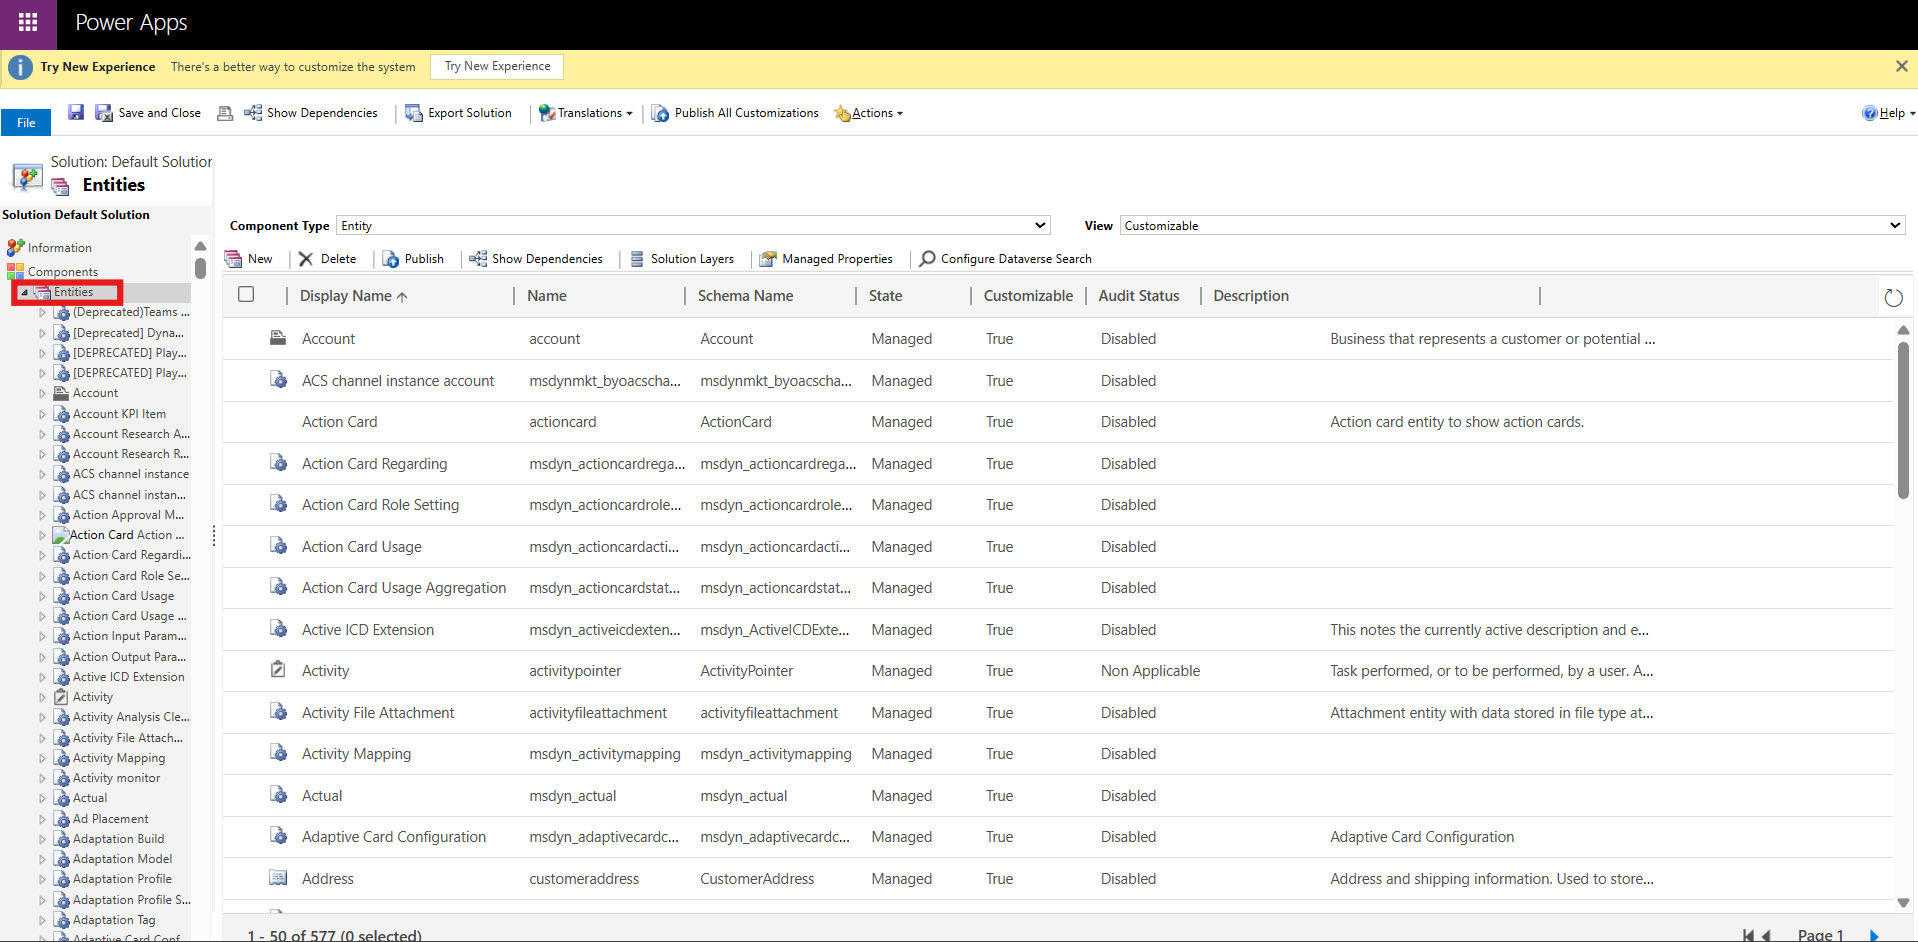 Power Apps
Try New Experience There's a better way to customize the system Try New Experience
File Save and Close Show Dependencies Export Solution Translations Publish All Customizations Actions Help
Solution: Default Solution
Entities
Solution Default Solution
Information
Components
Entities
(Deprecated)Teams ...
[Deprecated] Dyna...
[DEPRECATED] Play...
[DEPRECATED] Play...
Account
Account KPI Item
Account Research A...
Account Research R...
ACS channel instance
ACS channel instan...
Action Approval M...
Action Card Action ...
Action Card Regardi...
Action Card Role Se...
Action Card Usage
Action Card Usage ...
Action Input Param...
Action Output Para...
Active ICD Extension
Activity
Activity Analysis Cle...
Activity File Attach...
Activity Mapping
Activity monitor
Actual
Ad Placement
Adaptation Build
Adaptation Model
Adaptation Profile
Adaptation Profile S...
Adaptation Tag
Adaptive Card Conf...
Component Type Entity View Customizable
New Delete Publish Show Dependencies Solution Layers Managed Properties Configure Dataverse Search
Display Name Name Schema Name State Customizable Audit Status Description
Account account Account Managed True Disabled Business that represents a customer or potential ...
ACS channel instance account msdynmkt_byoacscha... msdynmkt_byoacscha... Managed True Disabled
Action Card actioncard ActionCard Managed True Disabled Action card entity to show action cards.
Action Card Regarding msdyn_actioncardrega... msdyn_actioncardrega... Managed True Disabled
Action Card Role Setting msdyn_actioncardrole... msdyn_actioncardrole... Managed True Disabled
Action Card Usage msdyn_actioncardacti... msdyn_actioncardacti... Managed True Disabled
Action Card Usage Aggregation msdyn_actioncardstat... msdyn_actioncardstat... Managed True Disabled
Active ICD Extension msdyn_activeicdexten... msdyn_ActiveICDExte... Managed True Disabled This notes the currently active description and e...
Activity activitypointer ActivityPointer Managed True Non Applicable Task performed, or to be performed, by a user. A...
Activity File Attachment activityfileattachment activityfileattachment Managed True Disabled Attachment entity with data stored in file type at...
Activity Mapping msdyn_activitymapping msdyn_activitymapping Managed True Disabled
Actual msdyn_actual msdyn_actual Managed True Disabled
Adaptive Card Configuration msdyn_adaptivecardc... msdyn_adaptivecardc... Managed True Disabled Adaptive Card Configuration
Address customeraddress CustomerAddress Managed True Disabled Address and shipping information. Used to store...
1 - 50 of 577 (0 selected) Page 1